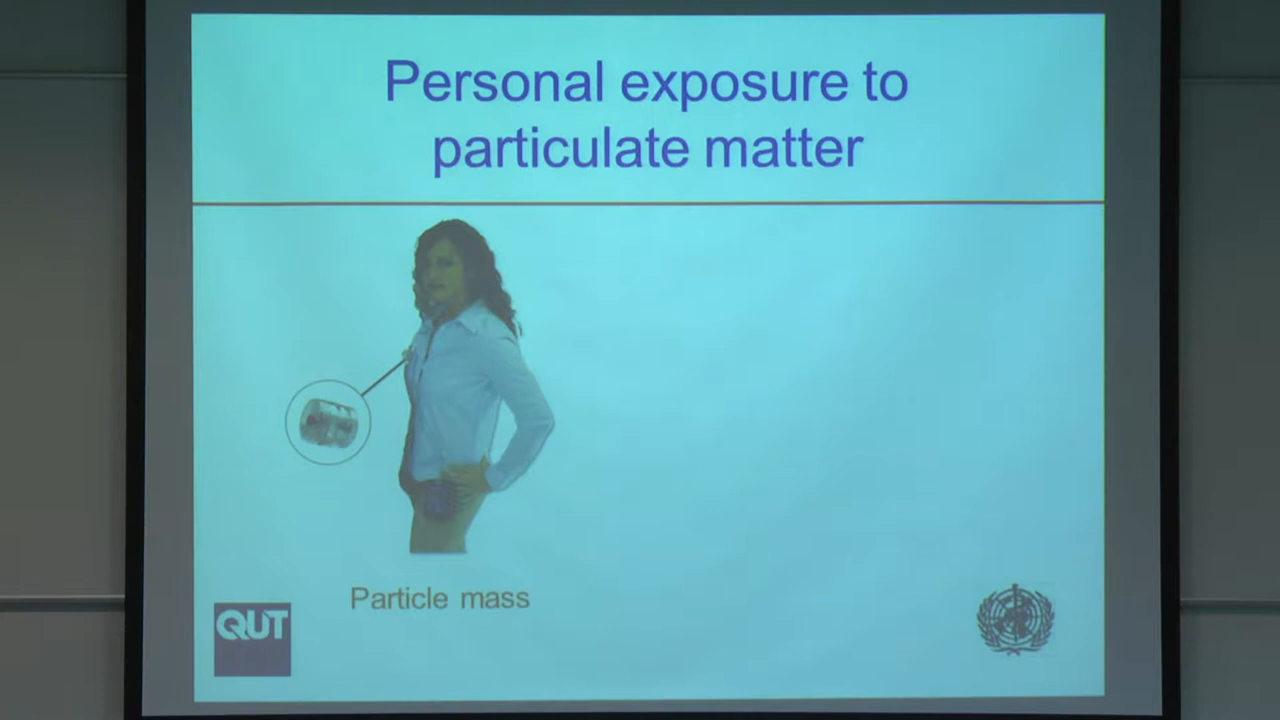 Personal exposure to
particulate matter
Particle mass
QUT